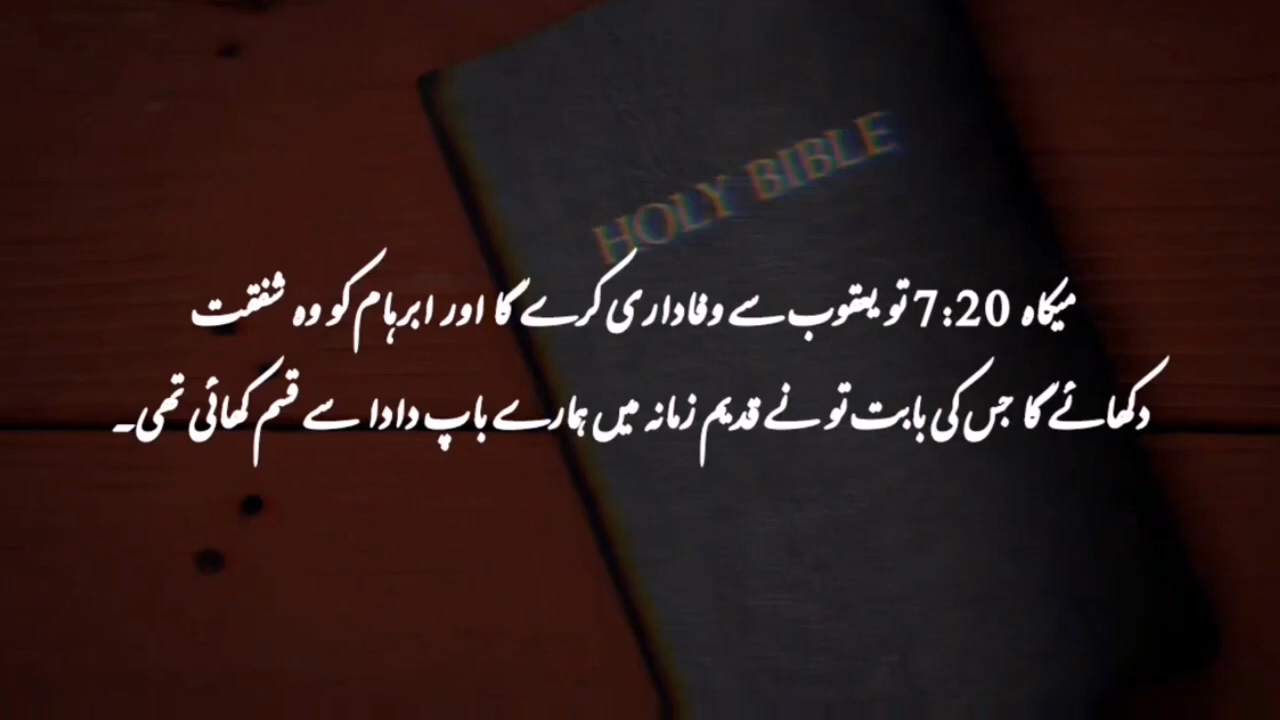 HOLY BIBLE
میکاہ 7:20 تو یعقوب سے وفاداری کرے گا اور ابرہام کو وہ شفقت
دکھائے گا جس کی بابت تو نے قدیم زمانہ میں ہمارے باپ دادا سے قسم کھائی تھی۔